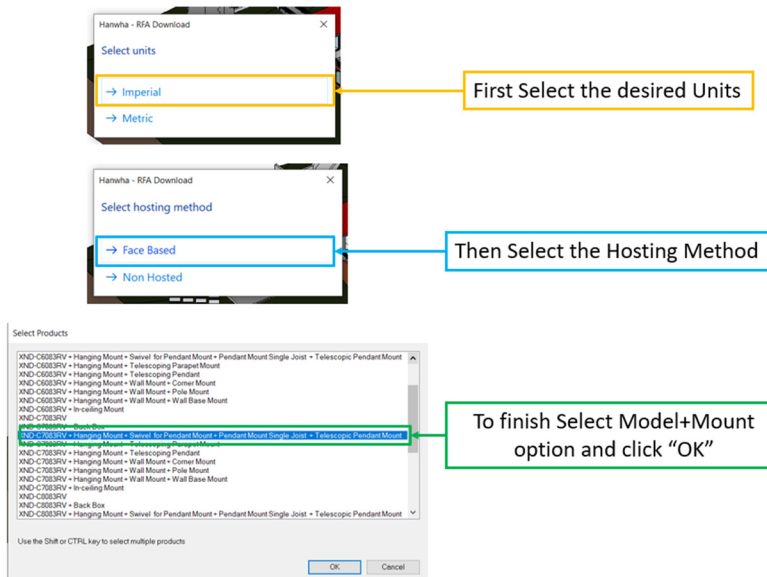 Hanwha - RFA Download
Select units
→ Imperial
→ Metric
First Select the desired Units
Hanwha - RFA Download
Select hosting method
→ Face Based
→ Non Hosted
Then Select the Hosting Method
Select Products
XND-C6083RV + Hanging Mount + Swivel for Pendant Mount + Pendant Mount Single Joist + Telescopic Pendant Mount
XND-C6083RV + Hanging Mount + Telescoping Parapet Mount
XND-C6083RV + Hanging Mount + Telescoping Pendant
XND-C6083RV + Hanging Mount + Wall Mount + Corner Mount
XND-C6083RV + Hanging Mount + Wall Mount + Pole Mount
XND-C6083RV + Hanging Mount + Wall Mount + Wall Base Mount
XND-C6083RV + In-ceiling Mount
XND-C7083RV
XND-C7083RV + Back Box
XND-C7083RV + Hanging Mount + Swivel for Pendant Mount + Pendant Mount Single Joist + Telescopic Pendant Mount
XND-C7083RV + Hanging Mount + Telescoping Parapet Mount
XND-C7083RV + Hanging Mount + Telescoping Pendant
XND-C7083RV + Hanging Mount + Wall Mount + Corner Mount
XND-C7083RV + Hanging Mount + Wall Mount + Pole Mount
XND-C7083RV + Hanging Mount + Wall Mount + Wall Base Mount
XND-C7083RV + In-ceiling Mount
XND-C8083RV
XND-C8083RV + Back Box
XND-C8083RV + Hanging Mount + Swivel for Pendant Mount + Pendant Mount Single Joist + Telescopic Pendant Mount
To finish Select Model+Mount
option and click “OK”
Use the Shift or CTRL key to select multiple products
OK
Cancel